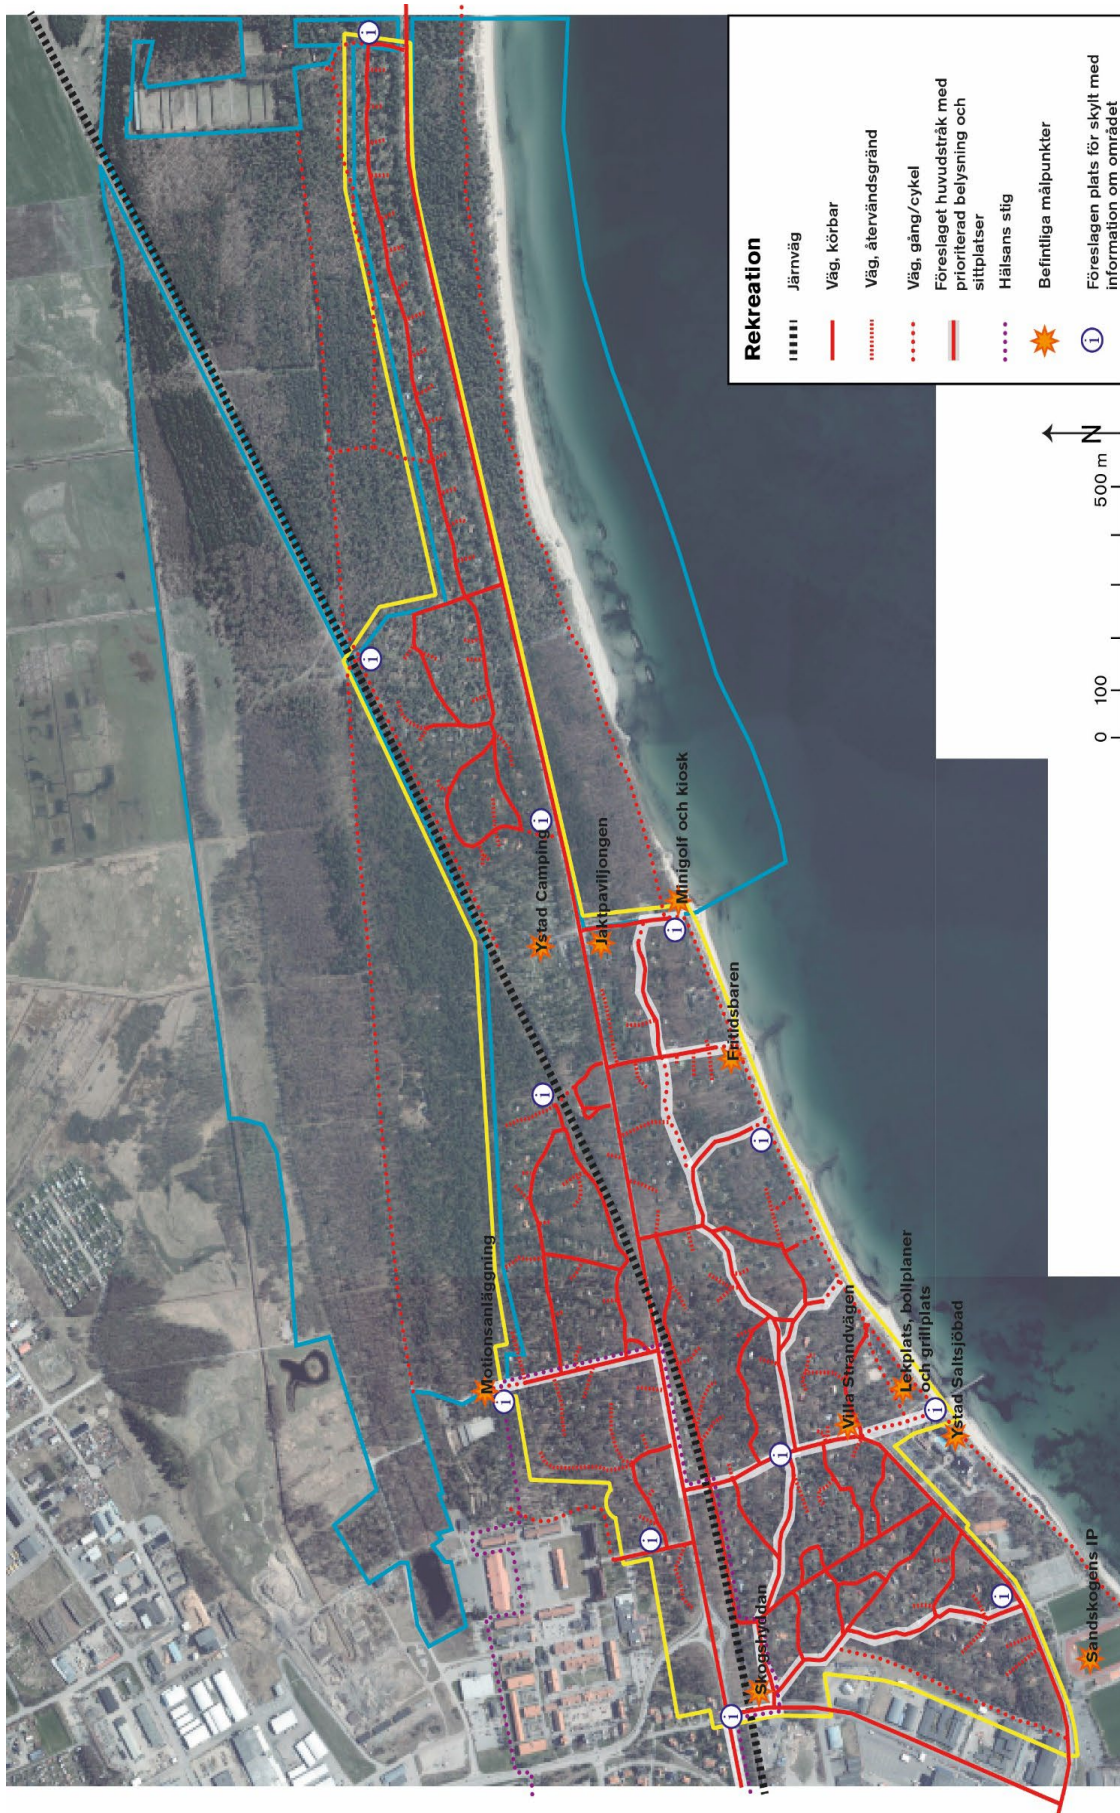 Ystad Camping
Jaktpaviljongen
Minigolf och kiosk
Fritidsbaren
Motionsanläggning
Villa Strandvägen
Lekplats, bollplaner
och grillplats
Ystad Saltsjöbad
Skogshyddan
Sandskogens IP
Rekreation
Järnväg
Väg, körbar
Väg, återvändsgränd
Väg, gång/cykel
Föreslaget huvudstråk med
prioriterad belysning och
sittplatser
Hälsans stig
Befintliga målpunkter
i
Föreslagen plats för skylt med
information om området
N
0
100
500 m
i
i
i
i
i
i
i
i
i
i
i
i